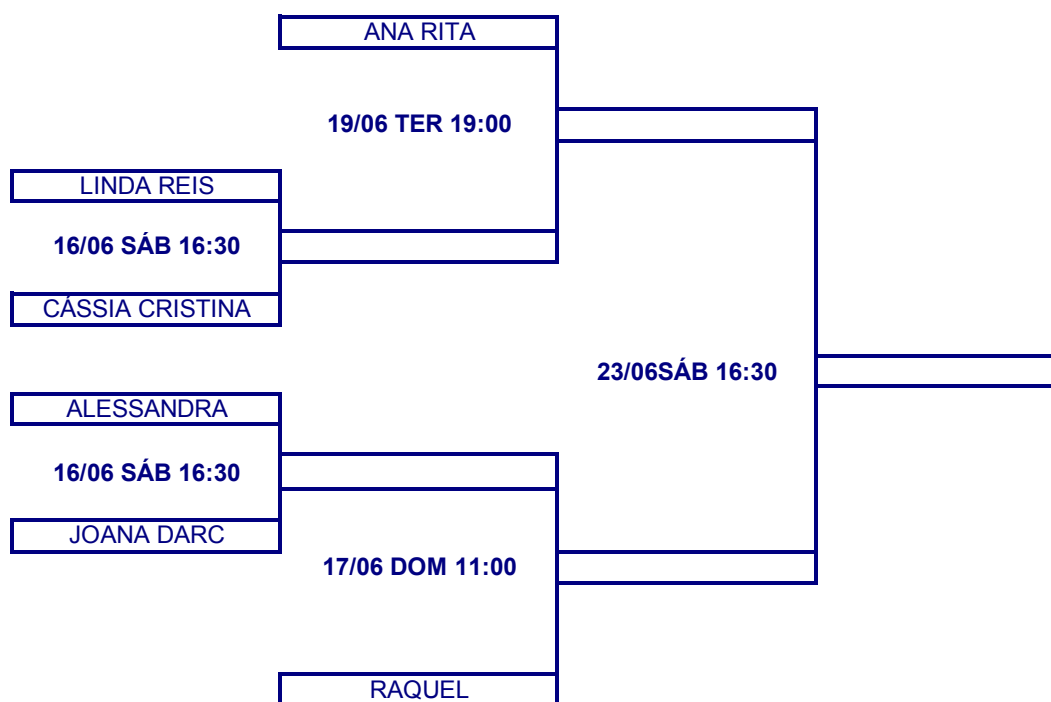 ANA RITA
19/06 TER 19:00
LINDA REIS
16/06 SÁB 16:30
CÁSSIA CRISTINA
23/06SÁB 16:30
ALESSANDRA
16/06 SÁB 16:30
JOANA DARC
17/06 DOM 11:00
RAQUEL